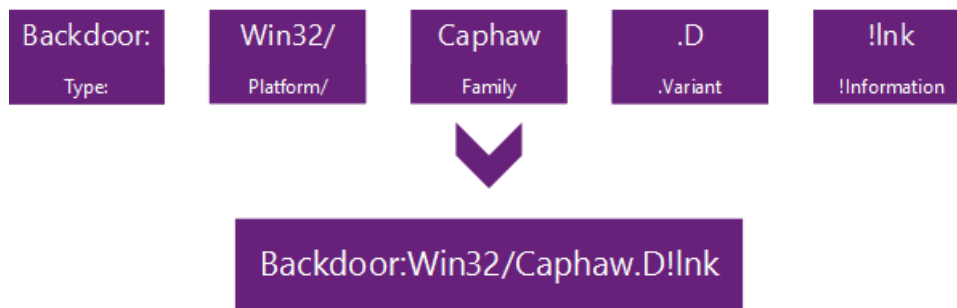 Backdoor:
Type:
Win32/
Platform/
Caphaw
Family
.D
.Variant
!lnk
!Information
Backdoor:Win32/Caphaw.D!lnk